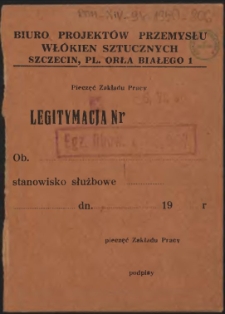 BIURO PROJEKTÓW PRZEMYSŁU
WŁÓKIEN SZTUCZNYCH
SZCZECIN, PL. ORŁA BIAŁEGO 1
Pieczęć Zakładu Pracy
LEGITYMACJA Nr
Egz.
Ob.
stanowisko służbowe
dn. 19 r
pieczęć Zakładu Pracy
podpisy